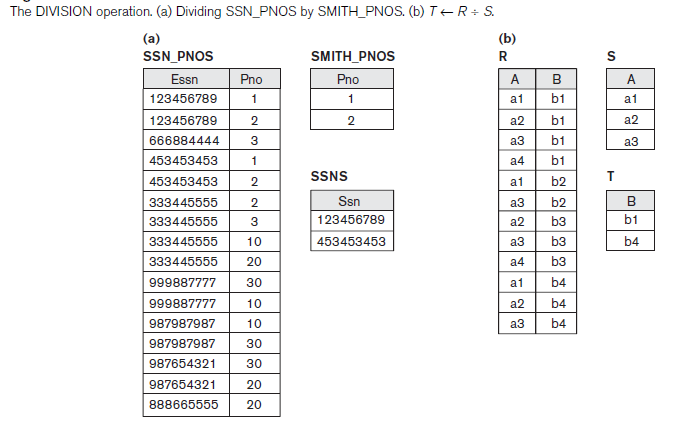 The DIVISION operation. (a) Dividing SSN_PNOS by SMITH_PNOS. (b) T ← R ÷ S.
(a)
SSN_PNOS
Essn Pno
123456789 1
123456789 2
666884444 3
453453453 1
453453453 2
333445555 2
333445555 3
333445555 10
333445555 20
999887777 30
999887777 10
987987987 10
987987987 30
987654321 30
987654321 20
888665555 20
SMITH_PNOS
Pno
1
2
SSNS
Ssn
123456789
453453453
(b)
R
A B
a1 b1
a2 b1
a3 b1
a4 b1
a1 b2
a3 b2
a2 b3
a3 b3
a4 b3
a1 b4
a2 b4
a3 b4
S
A
a1
a2
a3
T
B
b1
b4